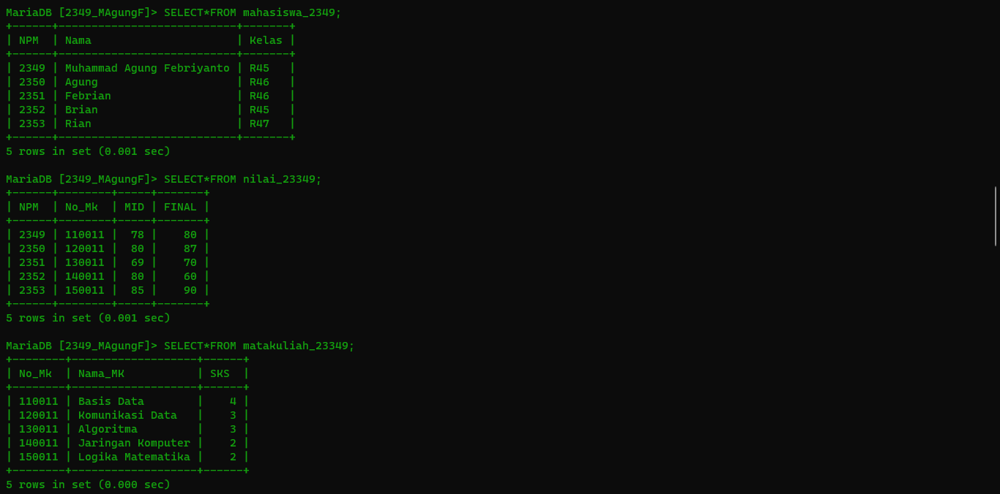 MariaDB [2349_MAgungF]> SELECT*FROM mahasiswa_2349;
+------+---------------------------+-------+
| NPM  | Nama                      | Kelas |
+------+---------------------------+-------+
| 2349 | Muhammad Agung Febriyanto | R45   |
| 2350 | Agung                     | R46   |
| 2351 | Febrian                   | R46   |
| 2352 | Brian                     | R45   |
| 2353 | Rian                      | R47   |
+------+---------------------------+-------+
5 rows in set (0.001 sec)

MariaDB [2349_MAgungF]> SELECT*FROM nilai_23349;
+------+--------+-----+-------+
| NPM  | No_Mk  | MID | FINAL |
+------+--------+-----+-------+
| 2349 | 110011 |  78 |    80 |
| 2350 | 120011 |  80 |    87 |
| 2351 | 130011 |  69 |    70 |
| 2352 | 140011 |  80 |    60 |
| 2353 | 150011 |  85 |    90 |
+------+--------+-----+-------+
5 rows in set (0.001 sec)

MariaDB [2349_MAgungF]> SELECT*FROM matakuliah_23349;
+--------+-------------------+------+
| No_Mk  | Nama_MK           | SKS  |
+--------+-------------------+------+
| 110011 | Basis Data        |    4 |
| 120011 | Komunikasi Data   |    3 |
| 130011 | Algoritma         |    3 |
| 140011 | Jaringan Komputer |    2 |
| 150011 | Logika Matematika |    2 |
+--------+-------------------+------+
5 rows in set (0.000 sec)